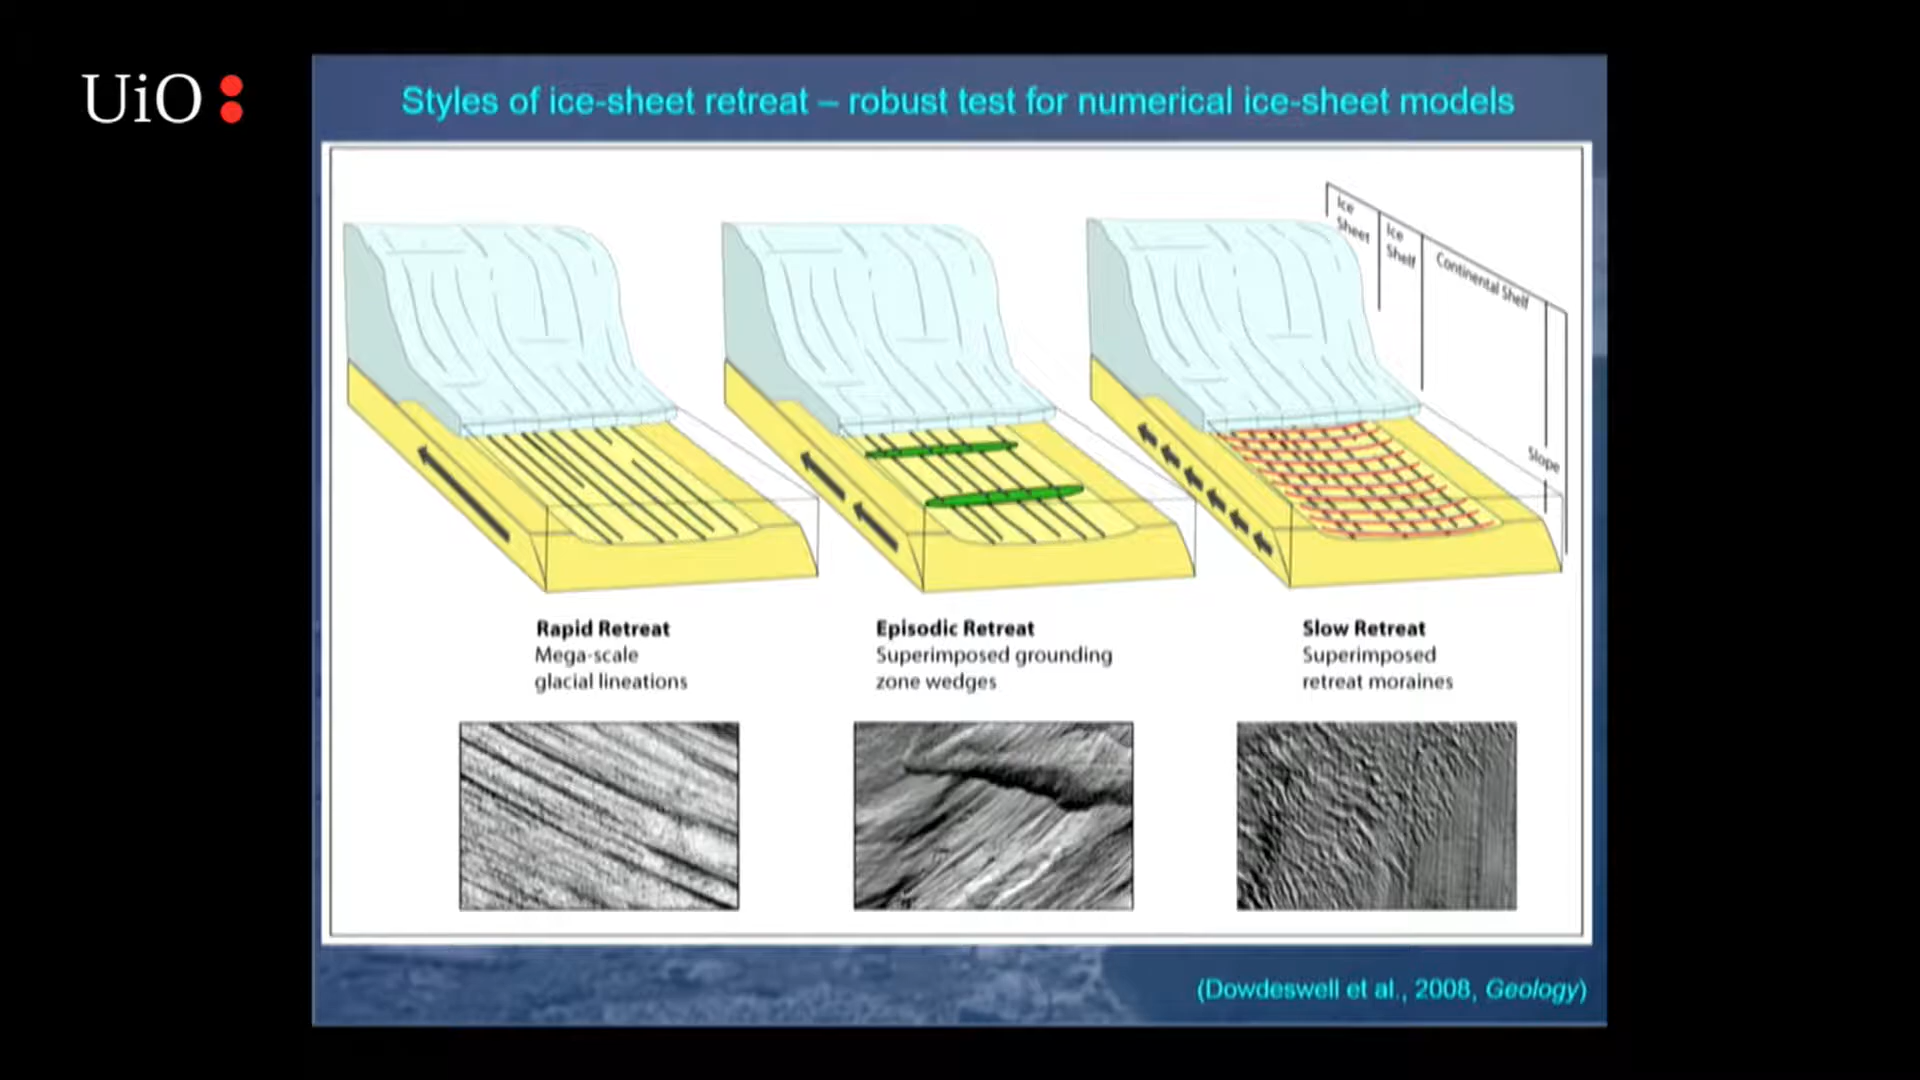 UiO
Styles of ice-sheet retreat – robust test for numerical ice-sheet models
Ice
Sheet
Ice
Shelf
Continental Shelf
Slope
Rapid Retreat
Mega-scale
glacial lineations
Episodic Retreat
Superimposed grounding
zone wedges
Slow Retreat
Superimposed
retreat moraines
(Dowdeswell et al., 2008, Geology)